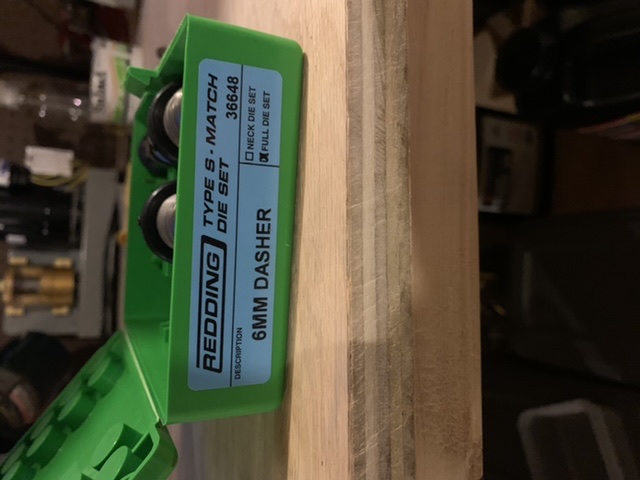 REDDING
TYPE S - MATCH
DIE SET
36648
DESCRIPTION
6MM DASHER
NECK DIE SET
FULL DIE SET